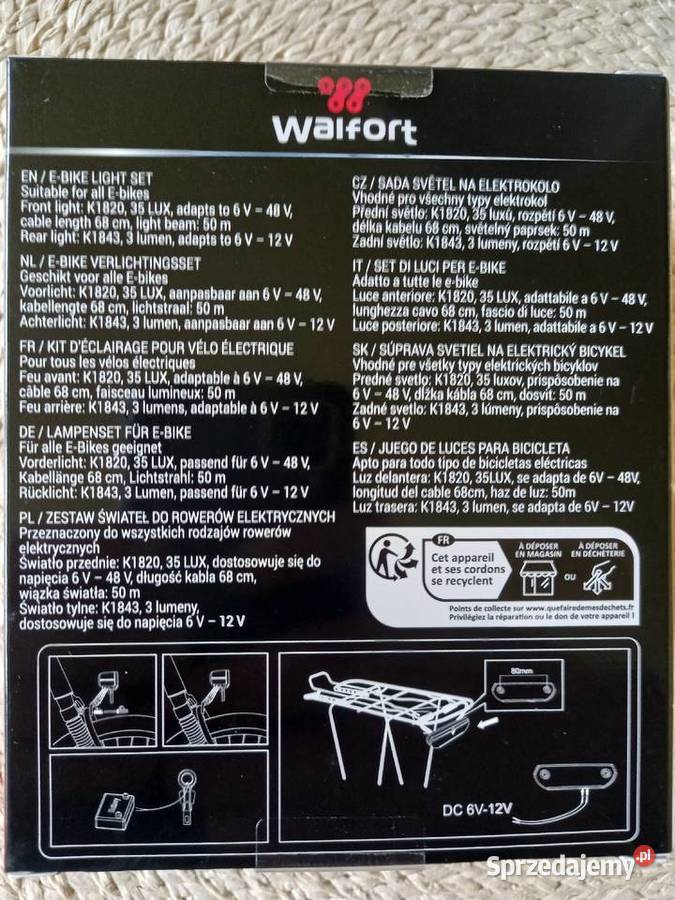 Walfort
EN / E-BIKE LIGHT SET
Suitable for all E-bikes
Front light: K1820, 35 LUX, adapts to 6 V – 48 V,
cable length 68 cm, light beam: 50 m
Rear light: K1843, 3 lumen, adapts to 6 V – 12 V
NL / E-BIKE VERLICHTINGSSET
Geschikt voor alle E-bikes
Voorlicht: K1820, 35 LUX, aanpasbaar aan 6 V – 48 V,
kabellengte 68 cm, lichtstraal: 50 m
Achterlicht: K1843, 3 lumen, aanpasbaar aan 6 V – 12 V
FR / KIT D'ÉCLAIRAGE POUR VÉLO ÉLECTRIQUE
Pour tous les vélos électriques
Feu avant: K1820, 35 LUX, adaptable à 6 V – 48 V,
câble 68 cm, faisceau lumineux: 50 m
Feu arrière: K1843, 3 lumens, adaptable à 6 V – 12 V
DE / LAMPENSET FÜR E-BIKE
Für alle E-Bikes geeignet
Vorderlicht: K1820, 35 LUX, passend für 6 V – 48 V,
Kabellänge 68 cm, Lichtstrahl: 50 m
Rücklicht: K1843, 3 Lumen, passend für 6 V – 12 V
PL / ZESTAW ŚWIATEŁ DO ROWERÓW ELEKTRYCZNYCH
Przeznaczony do wszystkich rodzajów rowerów
elektrycznych
Światło przednie: K1820, 35 LUX, dostosowuje się do
napięcia 6 V – 48 V, długość kabla 68 cm,
wiązka światła: 50 m
Światło tylne: K1843, 3 lumeny,
dostosowuje się do napięcia 6 V – 12 V
CZ / SADA SVĚTEL NA ELEKTROKOLO
Vhodné pro všechny typy elektrokol
Přední světlo: K1820, 35 luxů, rozpětí 6 V – 48 V,
délka kabelu 68 cm, světelný paprsek: 50 m
Zadní světlo: K1843, 3 lumeny, rozpětí 6 V – 12 V
IT / SET DI LUCI PER E-BIKE
Adatto a tutte le e-bike
Luce anteriore: K1820, 35 LUX, adattabile a 6 V – 48 V,
lunghezza cavo 68 cm, fascio di luce: 50 m
Luce posteriore: K1843, 3 lumen, adattabile a 6 V – 12 V
SK / SÚPRAVA SVETIEL NA ELEKTRICKÝ BICYKEL
Vhodné pre všetky typy elektrických bicyklov
Predné svetlo: K1820, 35 luxov, prispôsobenie na
6 V – 48 V, dĺžka kábla 68 cm, dosvit: 50 m
Zadné svetlo: K1843, 3 lúmeny, prispôsobenie na
6 V – 12 V
ES / JUEGO DE LUCES PARA BICICLETA
Apto para todo tipo de bicicletas eléctricas
Luz delantera: K1820, 35LUX, se adapta de 6V – 48V,
longitud del cable 68cm, haz de luz: 50m
Luz trasera: K1843, 3 lumen, se adapta de 6V – 12V
FR
Cet appareil
et ses cordons
se recyclent
À DÉPOSER
EN MAGASIN
OU
À DÉPOSER
EN DÉCHÈTERIE
Points de collecte sur www.quefairedemesdechets.fr
Privilégiez la réparation ou le don de votre appareil !
80mm
DC 6V-12V
Sprzedajemy.pl